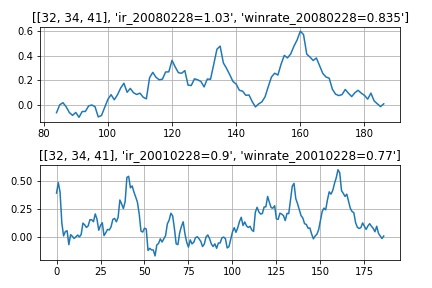 [[32, 34, 41], 'ir_20080228=1.03', 'winrate_20080228=0.835']
0.6
0.4
0.2
0.0
80 100 120 140 160 180
[[32, 34, 41], 'ir_20010228=0.9', 'winrate_20010228=0.77']
0.50
0.25
0.00
0 25 50 75 100 125 150 175